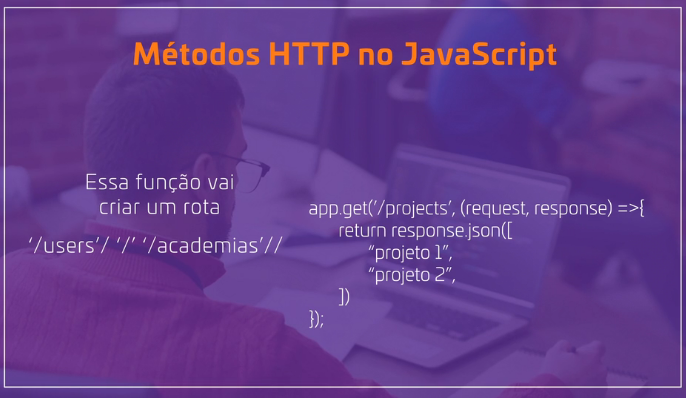 Métodos HTTP no JavaScript
Essa função vai
criar um rota
‘/users’// ‘/’ ‘/academias’//
app.get(‘/projects’, (request, response) =>{
return response.json([
“projeto 1”,
“projeto 2”,
])
});